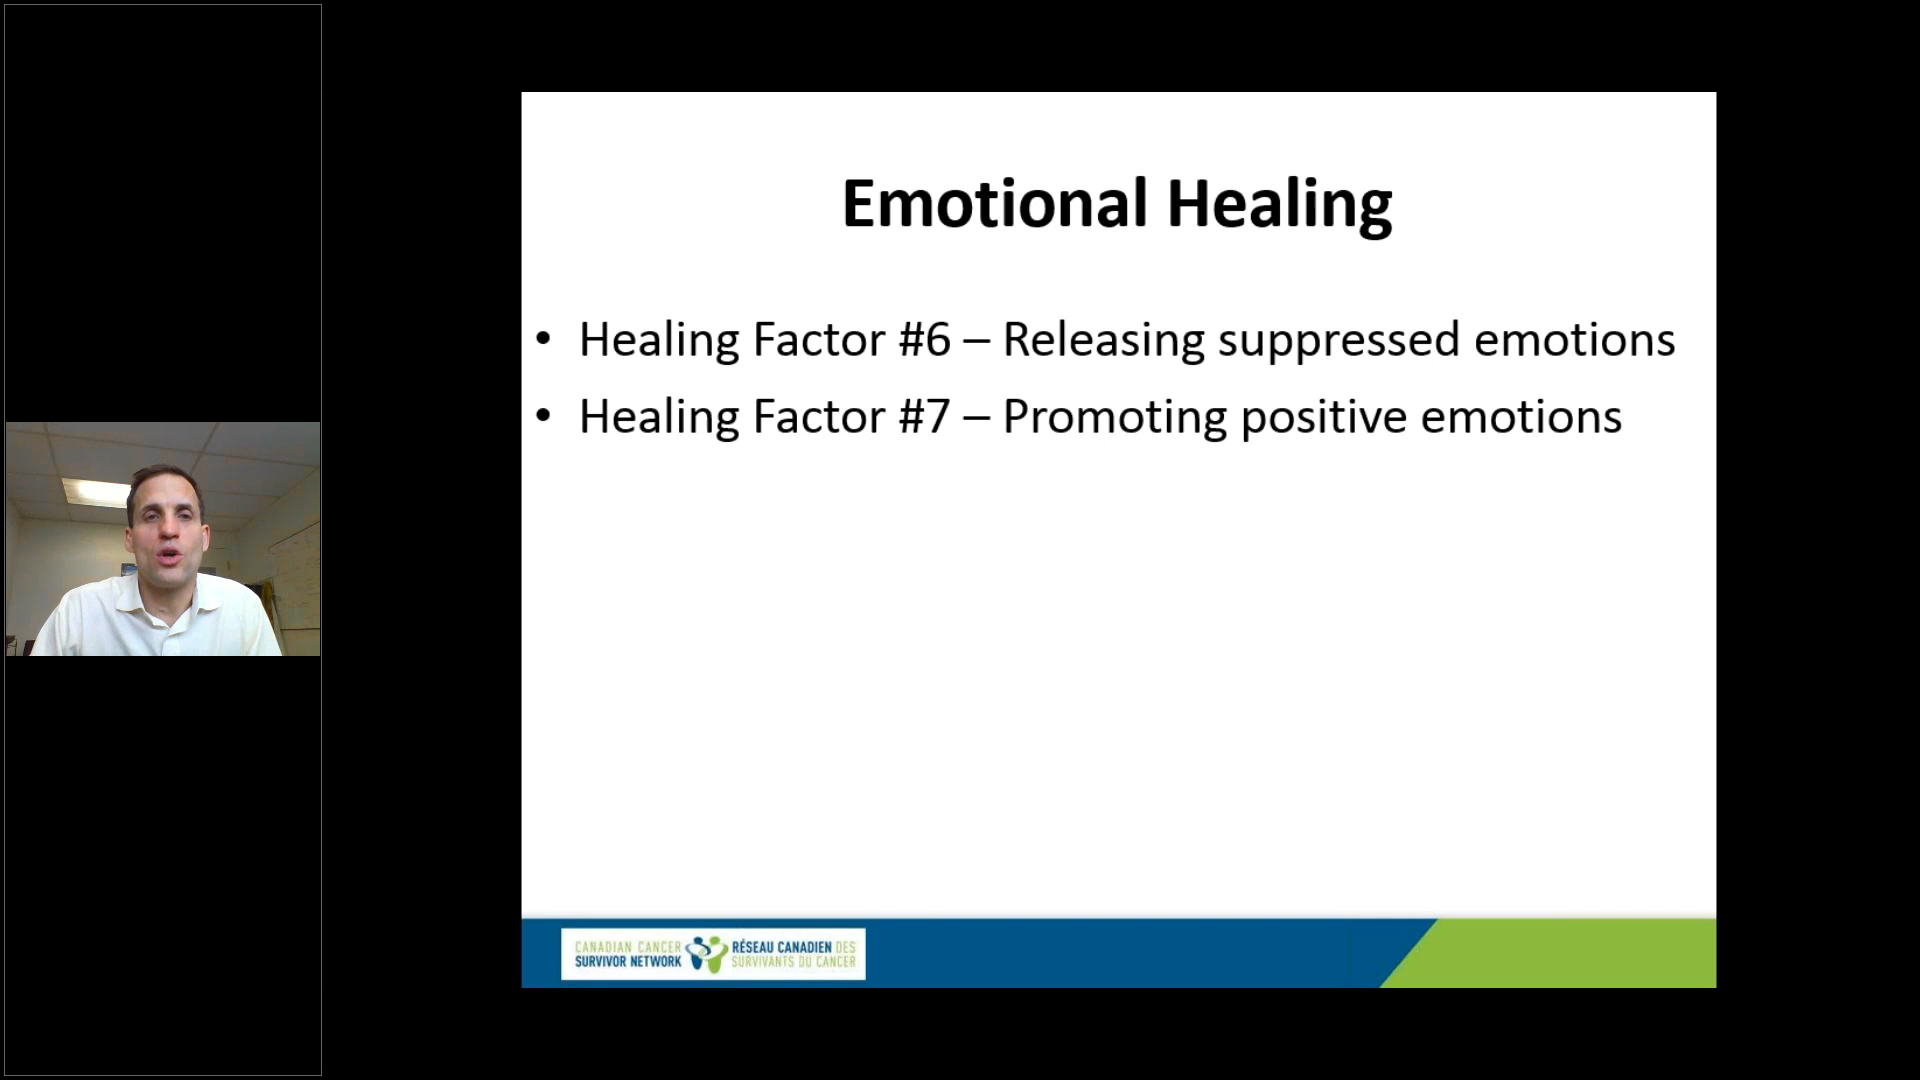 Emotional Healing
• Healing Factor #6 – Releasing suppressed emotions
• Healing Factor #7 – Promoting positive emotions
CANADIAN CANCER
SURVIVOR NETWORK
RÉSEAU CANADIEN DES
SURVIVANTS DU CANCER